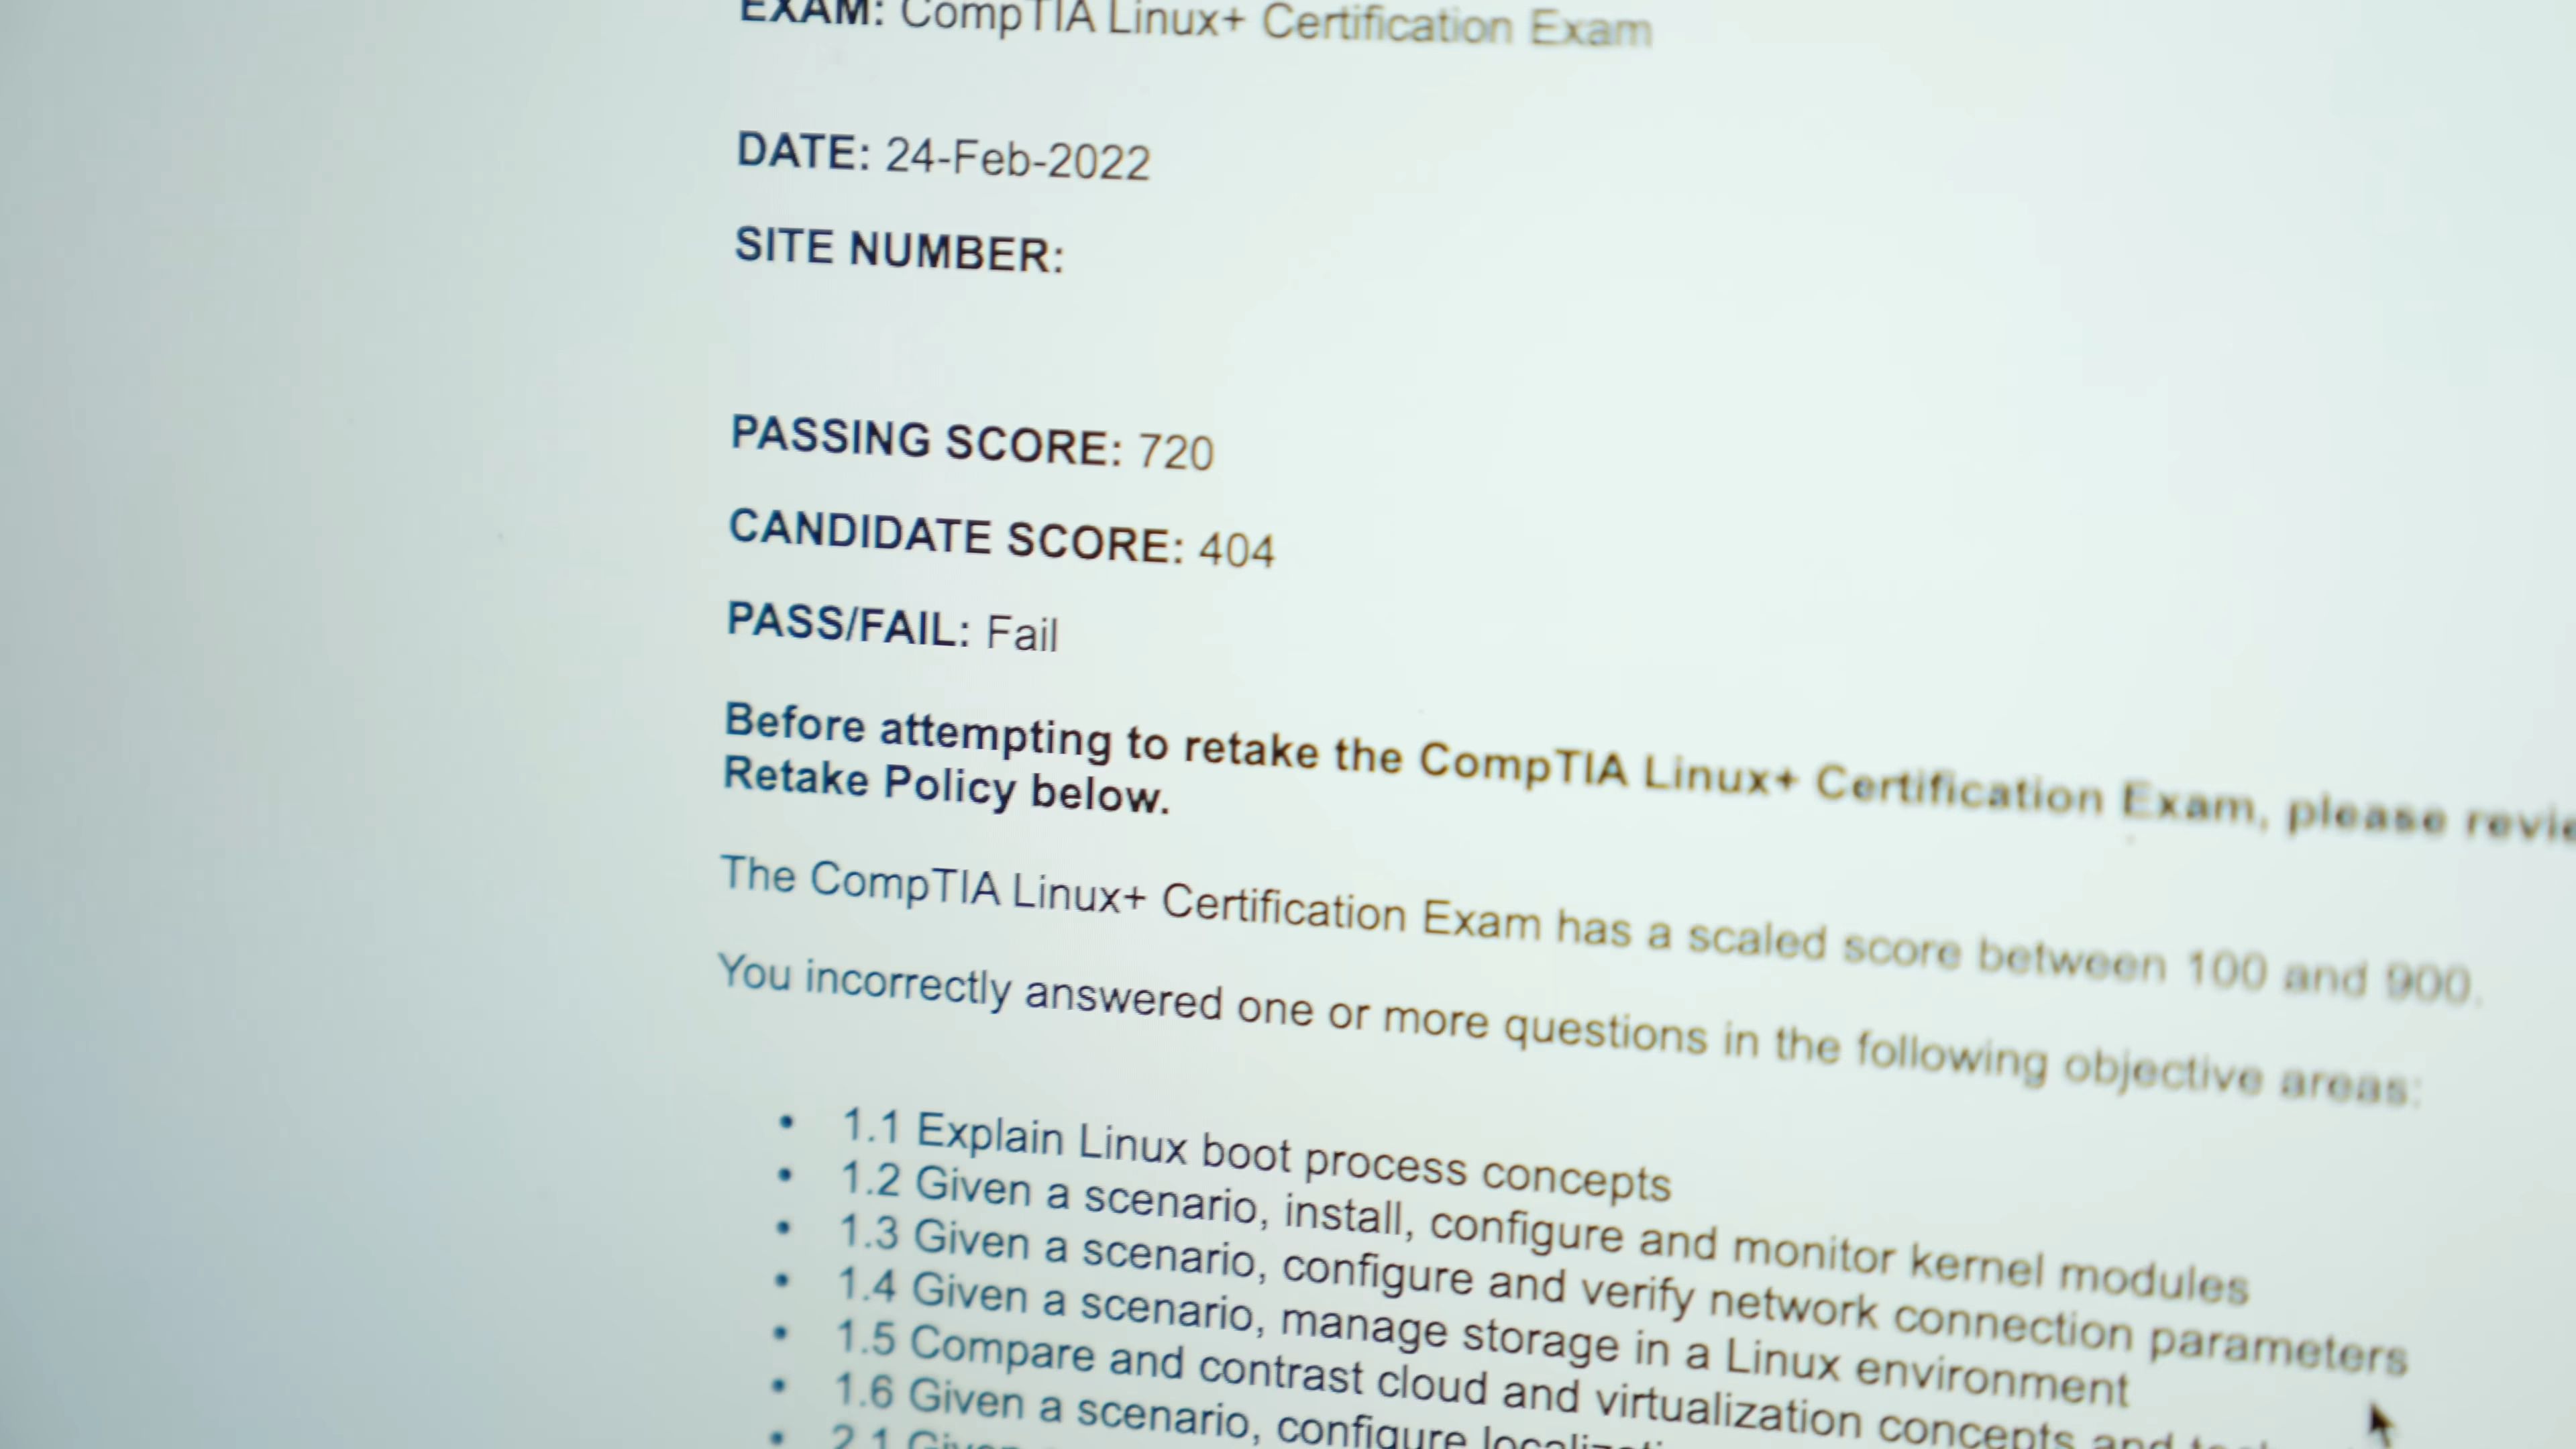 EXAM: CompTIA Linux+ Certification Exam
DATE: 24-Feb-2022
SITE NUMBER:
PASSING SCORE: 720
CANDIDATE SCORE: 404
PASS/FAIL: Fail
Before attempting to retake the CompTIA Linux+ Certification Exam, please
Retake Policy below.
The CompTIA Linux+ Certification Exam has a scaled score between 100 and 900.
You incorrectly answered one or more questions in the following objective areas:
• 1.1 Explain Linux boot process concepts
• 1.2 Given a scenario, install, configure and monitor kernel modules
• 1.3 Given a scenario, configure and verify network connection parameters
• 1.4 Given a scenario, manage storage in a Linux environment
• 1.5 Compare and contrast cloud and virtualization concepts and
• 1.6 Given a scenario, configure
• 2.1 Given